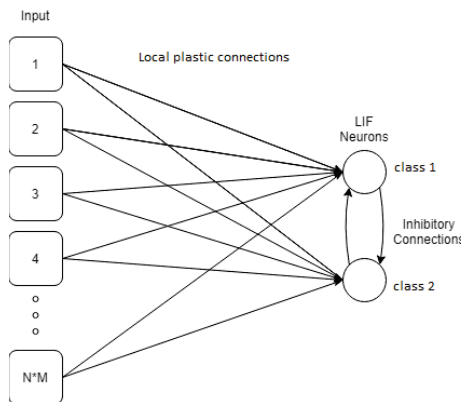 Input
1
Local plastic connections
2
3
4
N*M
LIF
Neurons
class 1
Inhibitory
Connections
class 2